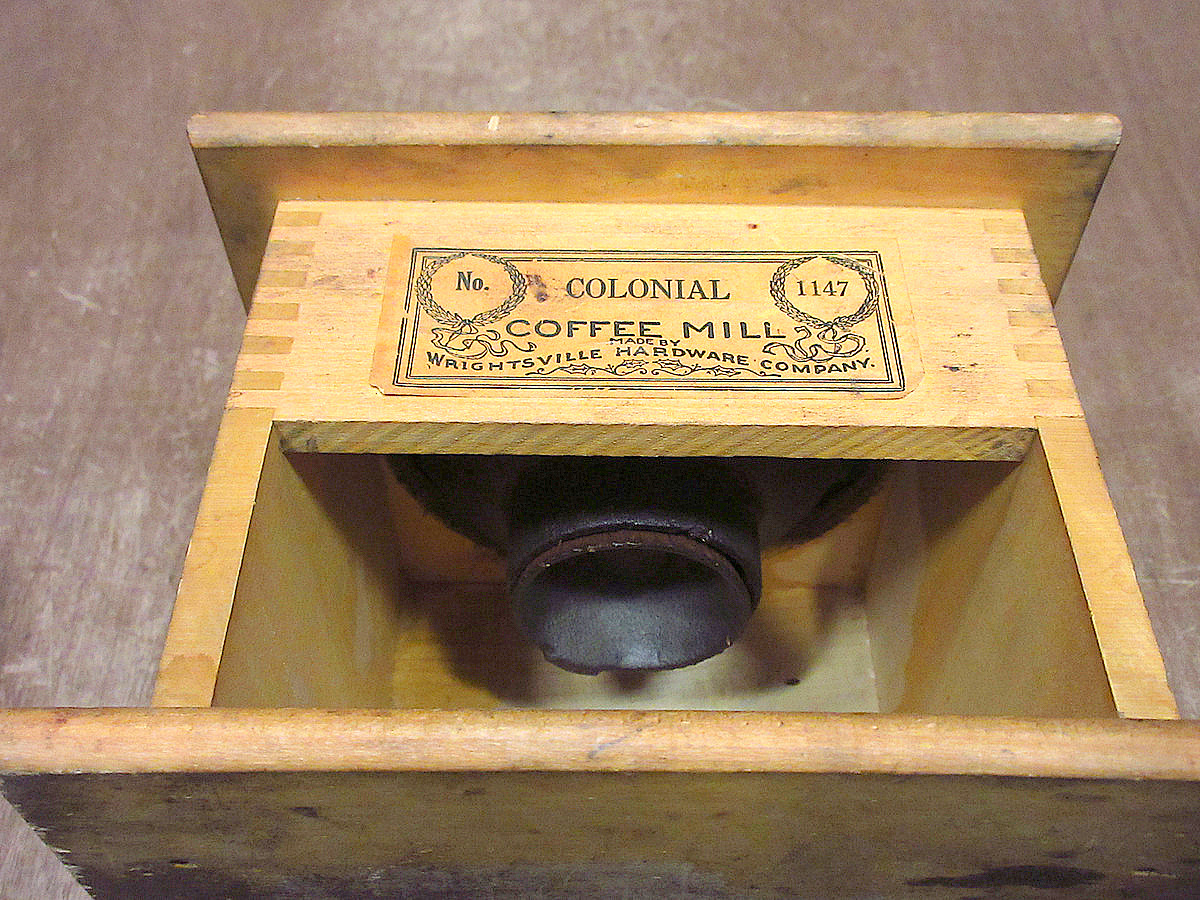 No. COLONIAL 1147
COFFEE MILL
MADE BY
WRIGHTSVILLE HARDWARE COMPANY.